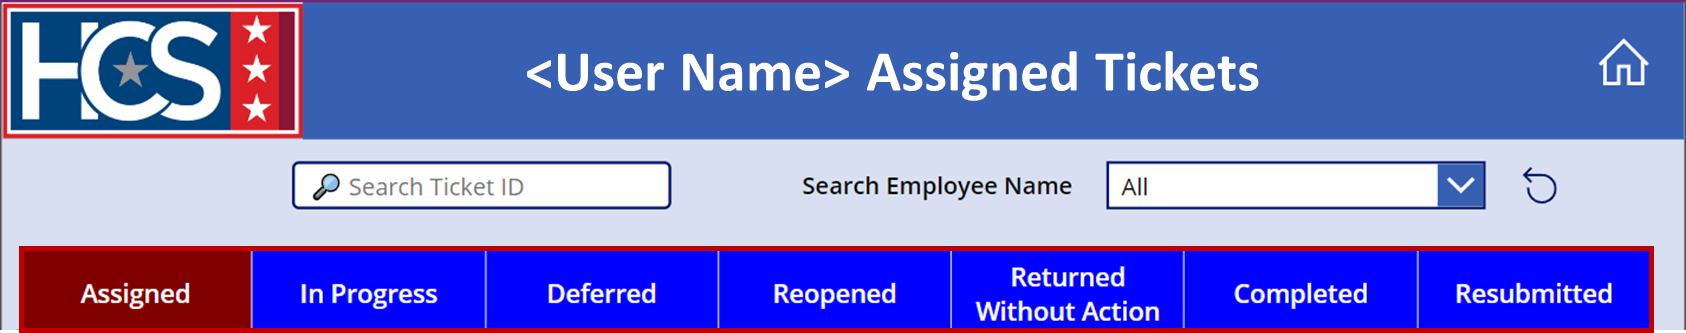 HCS
<User Name> Assigned Tickets
Search Ticket ID
Search Employee Name
All
Assigned
In Progress
Deferred
Reopened
Returned
Without Action
Completed
Resubmitted